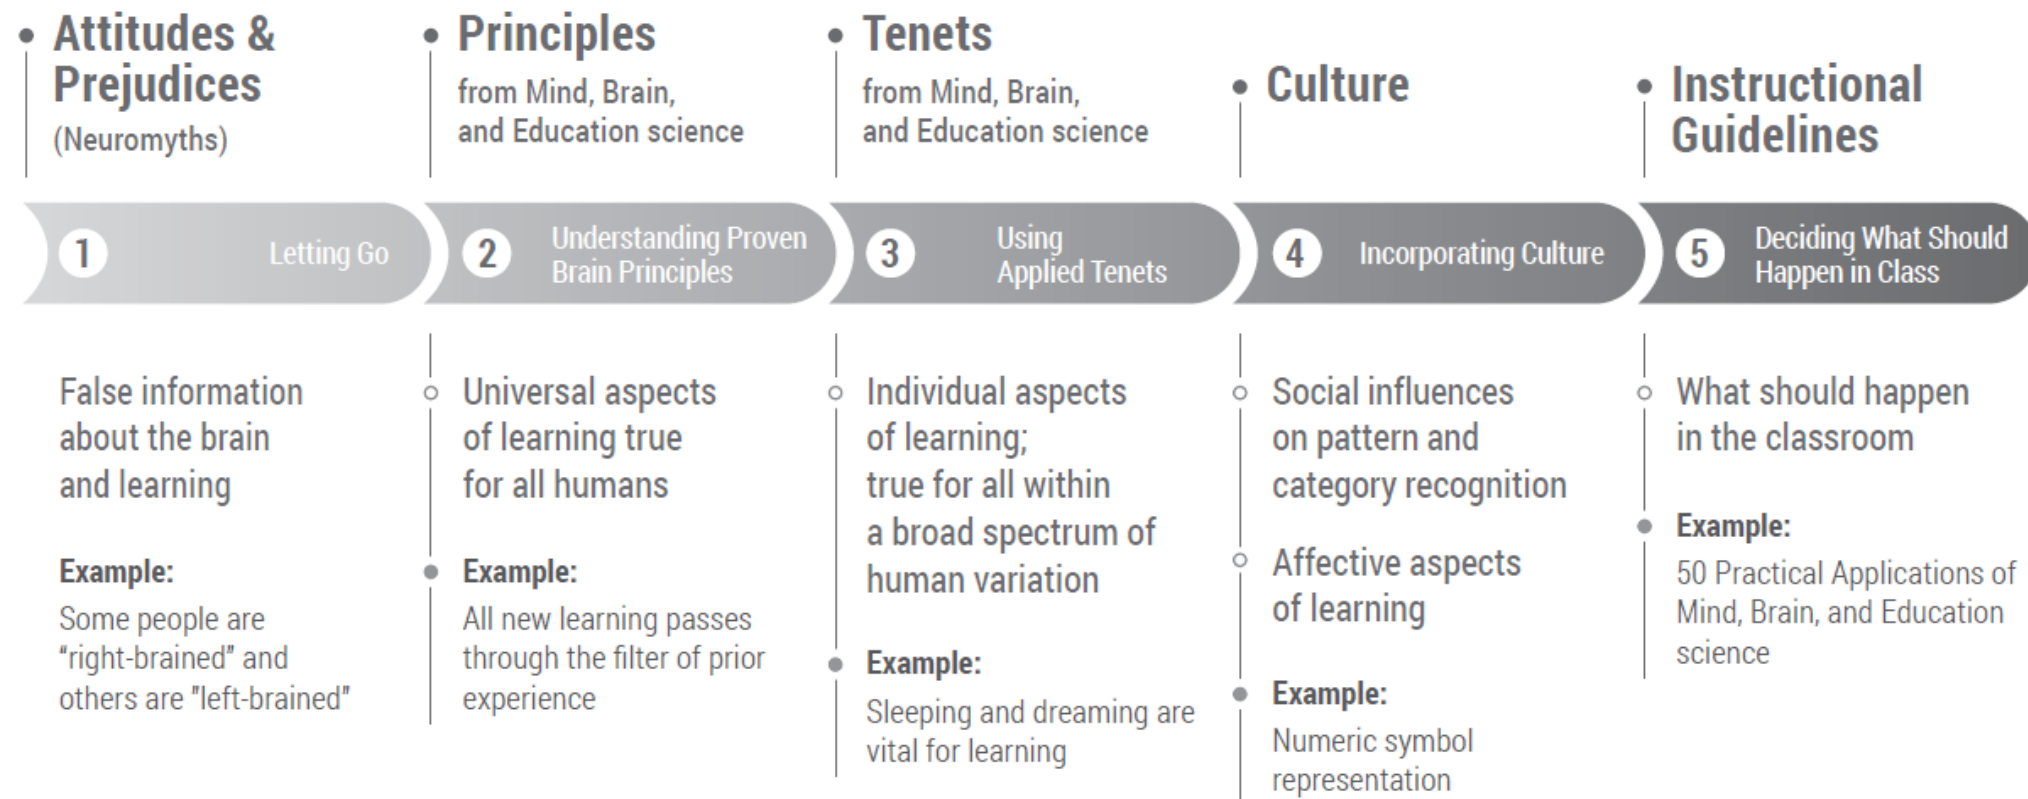 Attitudes &
Prejudices
(Neuromyths)
Principles
from Mind, Brain,
and Education science
Tenets
from Mind, Brain,
and Education science
Culture
Instructional
Guidelines
1
Letting Go
2
Understanding Proven
Brain Principles
3
Using
Applied Tenets
4
Incorporating Culture
5
Deciding What Should
Happen in Class
False information
about the brain
and learning
Example:
Some people are
"right-brained" and
others are "left-brained"
Universal aspects
of learning true
for all humans
Example:
All new learning passes
through the filter of prior
experience
Individual aspects
of learning;
true for all within
a broad spectrum of
human variation
Example:
Sleeping and dreaming are
vital for learning
Social influences
on pattern and
category recognition
Affective aspects
of learning
Example:
Numeric symbol
representation
What should happen
in the classroom
Example:
50 Practical Applications of
Mind, Brain, and Education
science